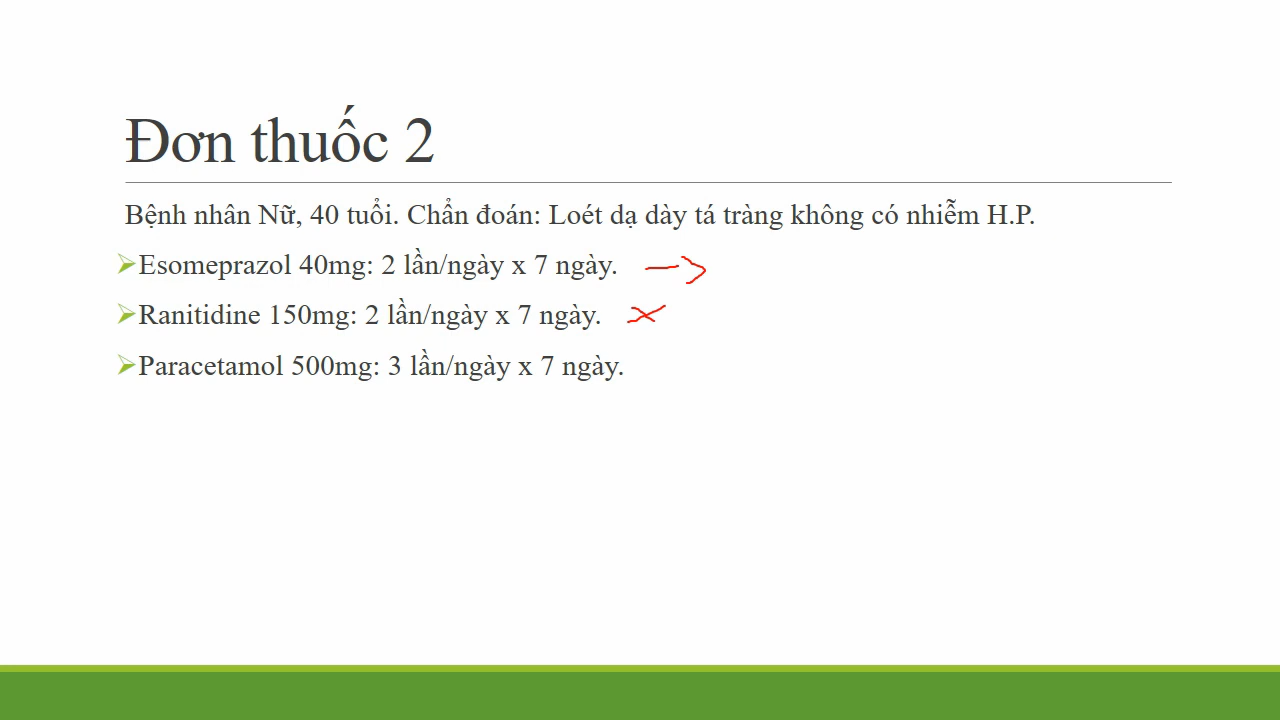 Đơn thuốc 2
Bệnh nhân Nữ, 40 tuổi. Chẩn đoán: Loét dạ dày tá tràng không có nhiễm H.P.
Esomeprazol 40mg: 2 lần/ngày x 7 ngày.
Ranitidine 150mg: 2 lần/ngày x 7 ngày.
Paracetamol 500mg: 3 lần/ngày x 7 ngày.